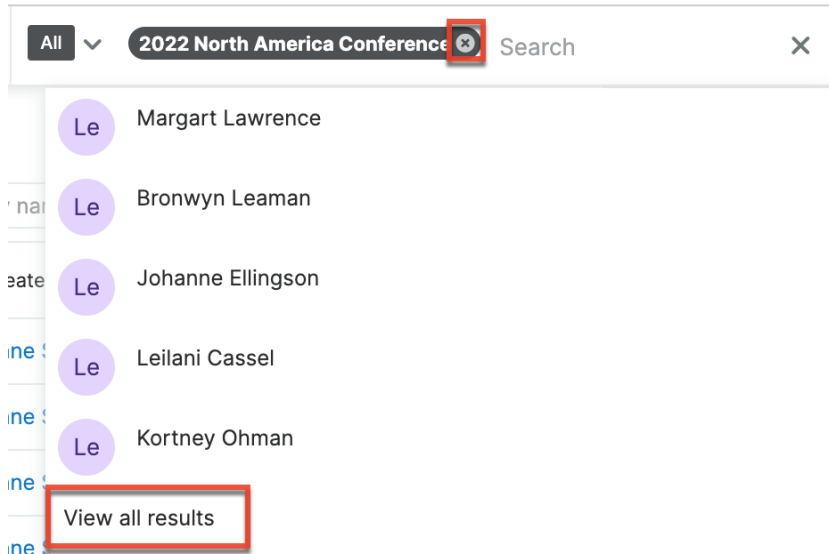 All 2022 North America Conference Search
Le Margart Lawrence
Le Bronwyn Leaman
Le Johanne Ellingson
Le Leilani Cassel
Le Kortney Ohman
View all results